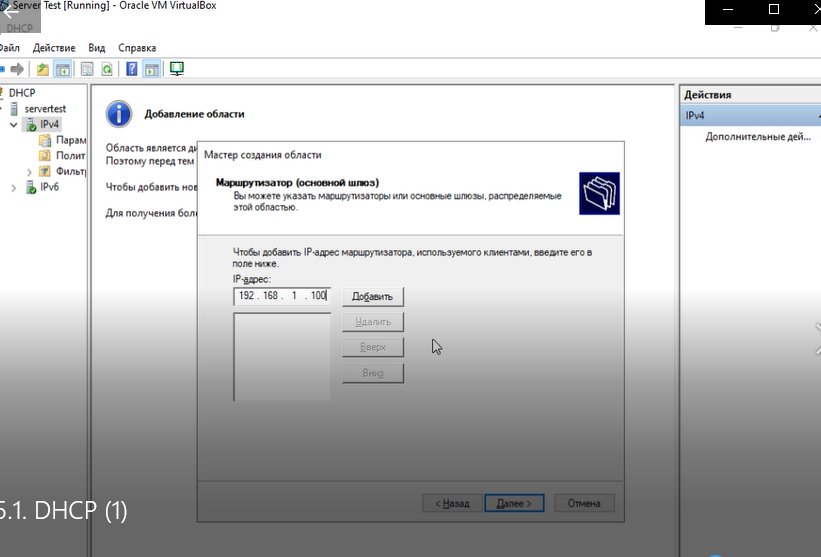 Server Test [Running] - Oracle VM VirtualBox
DHCP
Файл Действие Вид Справка
DHCP
servertest
IPv4
Парам
Полит
Фильт
IPv6
Добавление области
Область является ди
Поэтому перед тем
Чтобы добавить нов
Для получения бол
Мастер создания области
Маршрутизатор (основной шлюз)
Вы можете указать маршрутизаторы или основные шлюзы, распределяемые
этой областью.
Чтобы добавить IP-адрес маршрутизатора, используемого клиентами, введите его в
поле ниже.
IP-адрес:
192 . 168 . 1 . 100
Добавить
Удалить
Вверх
Вниз
< Назад
Далее >
Отмена
Действия
IPv4
Дополнительные дей...
5.1. DHCP (1)